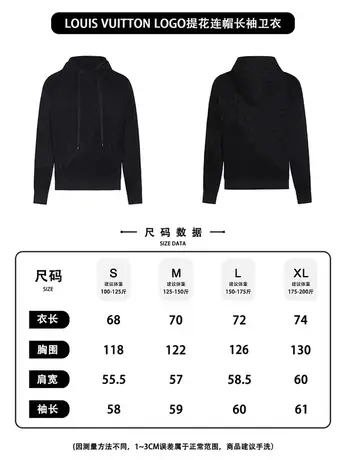 LOUIS VUITTON LOGO提花连帽长袖卫衣
尺码数据
SIZE DATA
尺码 S M L XL
SIZE 建议体重 建议体重 建议体重 建议体重
100-125斤 125-150斤 150-175斤 175-200斤
衣长 68 70 72 74
胸围 118 122 126 130
肩宽 55.5 57 58.5 60
袖长 58 59 60 61
(因测量方法不同，1~3CM误差属于正常范围，商品建议手洗)